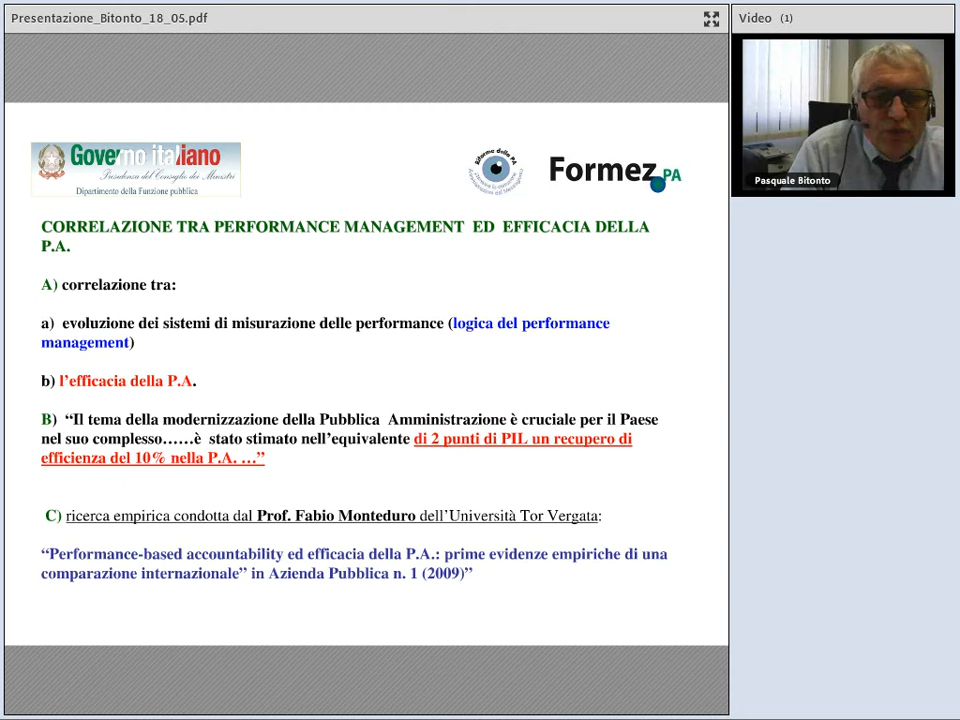 Presentazione_Bitonto_18_05.pdf
Video (1)
Pasquale Bitonto
Governo italiano
Presidenza del Consiglio dei Ministri
Dipartimento della Funzione pubblica
Riforma della PA
Formez PA
CORRELAZIONE TRA PERFORMANCE MANAGEMENT ED EFFICACIA DELLA
P.A.
A) correlazione tra:
a) evoluzione dei sistemi di misurazione delle performance (logica del performance
management)
b) l’efficacia della P.A.
B) “Il tema della modernizzazione della Pubblica Amministrazione è cruciale per il Paese
nel suo complesso……è stato stimato nell’equivalente di 2 punti di PIL un recupero di
efficienza del 10% nella P.A. …”
C) ricerca empirica condotta dal Prof. Fabio Monteduro dell’Università Tor Vergata:
“Performance-based accountability ed efficacia della P.A.: prime evidenze empiriche di una
comparazione internazionale” in Azienda Pubblica n. 1 (2009)”